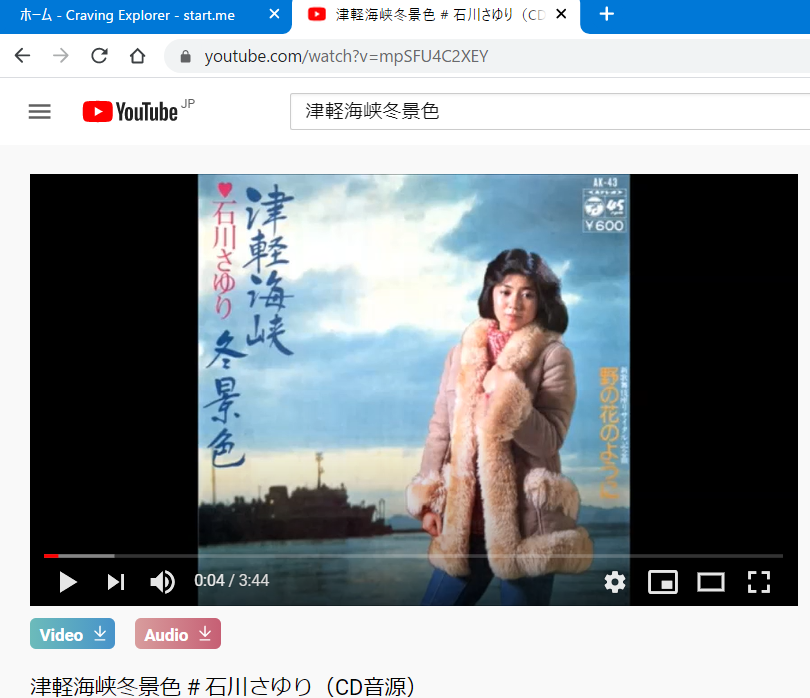 ホーム - Craving Explorer - start.me
津軽海峡冬景色 # 石川さゆり（CD
youtube.com/watch?v=mpSFU4C2XEY
YouTube JP
津軽海峡冬景色
津軽海峡
冬景色
♥石川さゆり
AK-43
45
¥600
野の花のように
0:04 / 3:44
Video
Audio
津軽海峡冬景色 # 石川さゆり（CD音源）